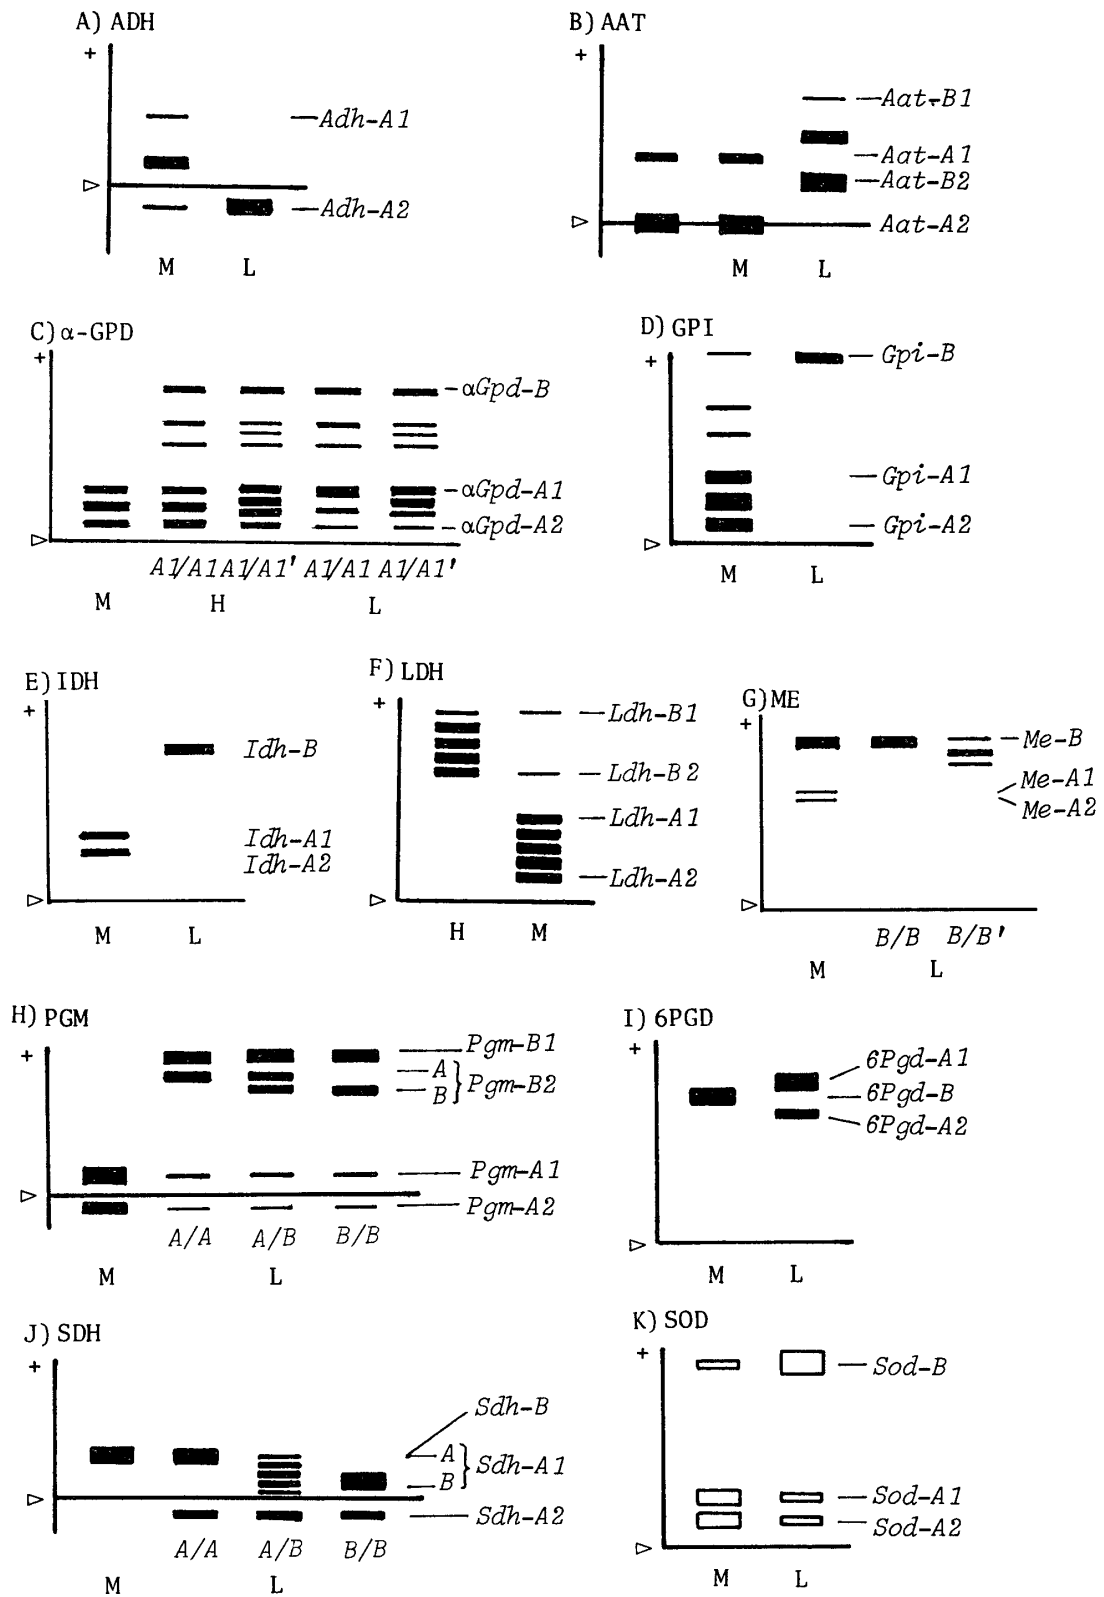 A) ADH
+
Adh-A1
▷
Adh-A2
M L
B) AAT
+
Aat-B1
Aat-A1
Aat-B2
▷
Aat-A2
M L
C) α-GPD
+
αGpd-B
αGpd-A1
αGpd-A2
▷
A1/A1 A1/A1' A1/A1 A1/A1'
M H L
D) GPI
+
Gpi-B
Gpi-A1
Gpi-A2
▷
M L
E) IDH
+
Idh-B
Idh-A1
Idh-A2
▷
M L
F) LDH
+
Ldh-B1
Ldh-B2
Ldh-A1
Ldh-A2
▷
H M
G) ME
+
Me-B
Me-A1
Me-A2
▷
B/B B/B'
M L
H) PGM
+
Pgm-B1
A
B
Pgm-B2
Pgm-A1
▷
Pgm-A2
A/A A/B B/B
M L
I) 6PGD
+
6Pgd-A1
6Pgd-B
6Pgd-A2
▷
M L
J) SDH
+
Sdh-B
A
B
Sdh-A1
▷
Sdh-A2
A/A A/B B/B
M L
K) SOD
+
Sod-B
Sod-A1
Sod-A2
▷
M L